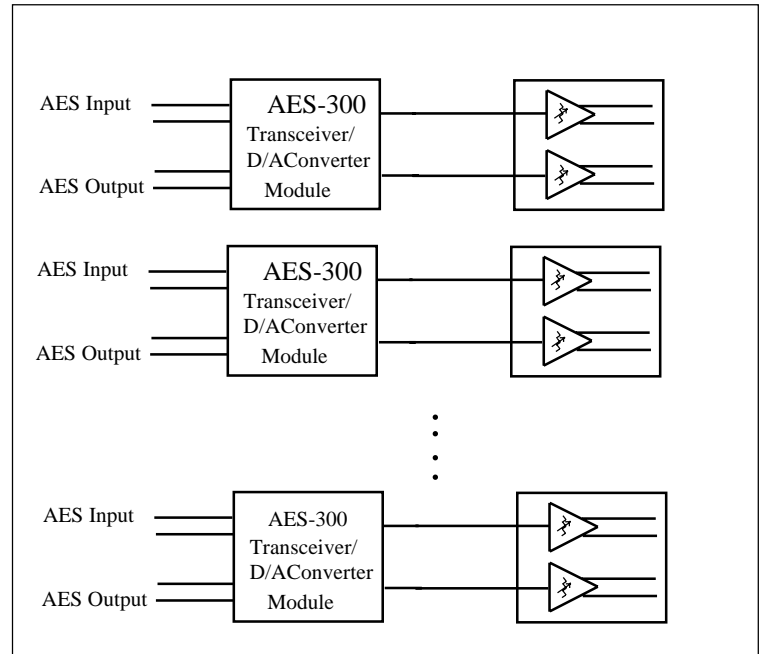 AES Input
AES-300
Transceiver/
D/AConverter
AES Output
Module
AES Input
AES-300
Transceiver/
D/AConverter
AES Output
Module
AES Input
AES-300
Transceiver/
D/AConverter
AES Output
Module